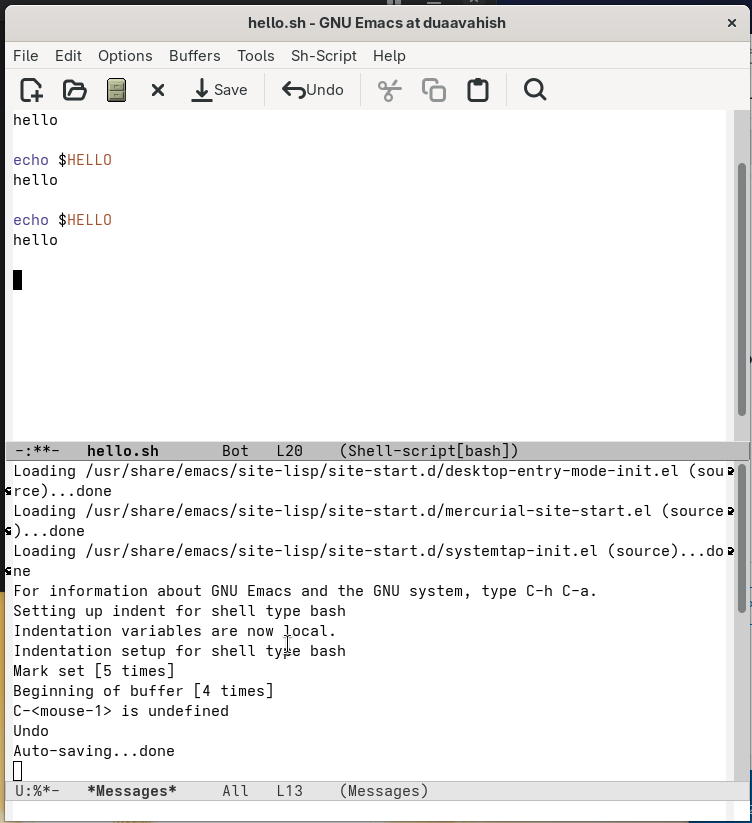 hello.sh - GNU Emacs at duaavahish
File Edit Options Buffers Tools Sh-Script Help
Save Undo
hello
echo $HELLO
hello
echo $HELLO
hello
-:**- hello.sh Bot L20 (Shell-script[bash])
Loading /usr/share/emacs/site-lisp/site-start.d/desktop-entry-mode-init.el (sou
rce)...done
Loading /usr/share/emacs/site-lisp/site-start.d/mercurial-site-start.el (source
)...done
Loading /usr/share/emacs/site-lisp/site-start.d/systemtap-init.el (source)...do
ne
For information about GNU Emacs and the GNU system, type C-h C-a.
Setting up indent for shell type bash
Indentation variables are now local.
Indentation setup for shell type bash
Mark set [5 times]
Beginning of buffer [4 times]
C-<mouse-1> is undefined
Undo
Auto-saving...done
U:%*- *Messages* All L13 (Messages)